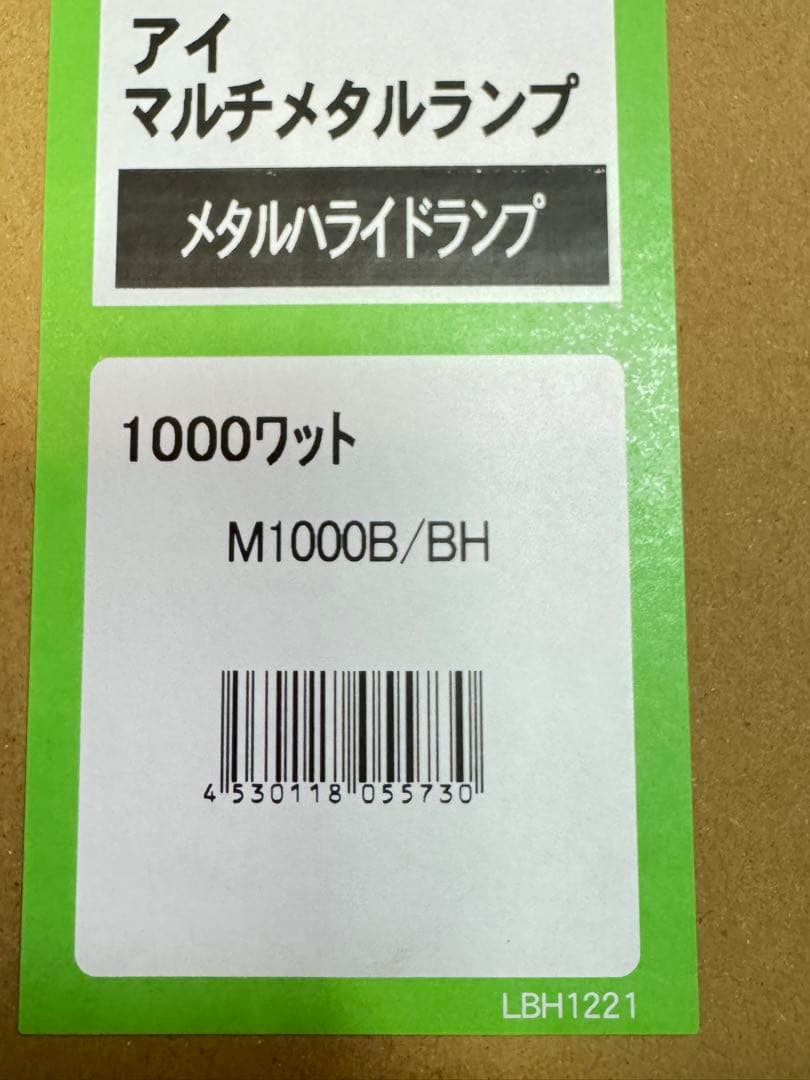 アイ
マルチメタルランプ
メタルハライドランプ
1000ワット
M1000B/BH
4 530118 055730
LBH1221